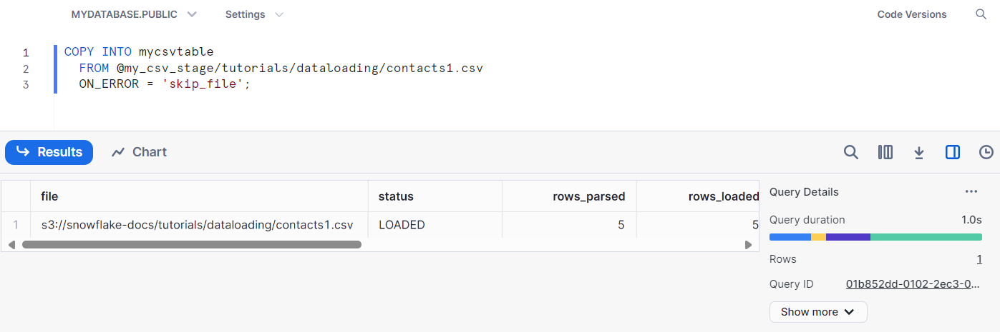 MYDATABASE.PUBLIC Settings Code Versions
1 COPY INTO mycsvtable
2 FROM @my_csv_stage/tutorials/dataloading/contacts1.csv
3 ON_ERROR = 'skip_file';
Results Chart
file status rows_parsed rows_loaded
1 s3://snowflake-docs/tutorials/dataloading/contacts1.csv LOADED 5 5
Query Details ...
Query duration 1.0s
Rows 1
Query ID 01b852dd-0102-2ec3-0...
Show more